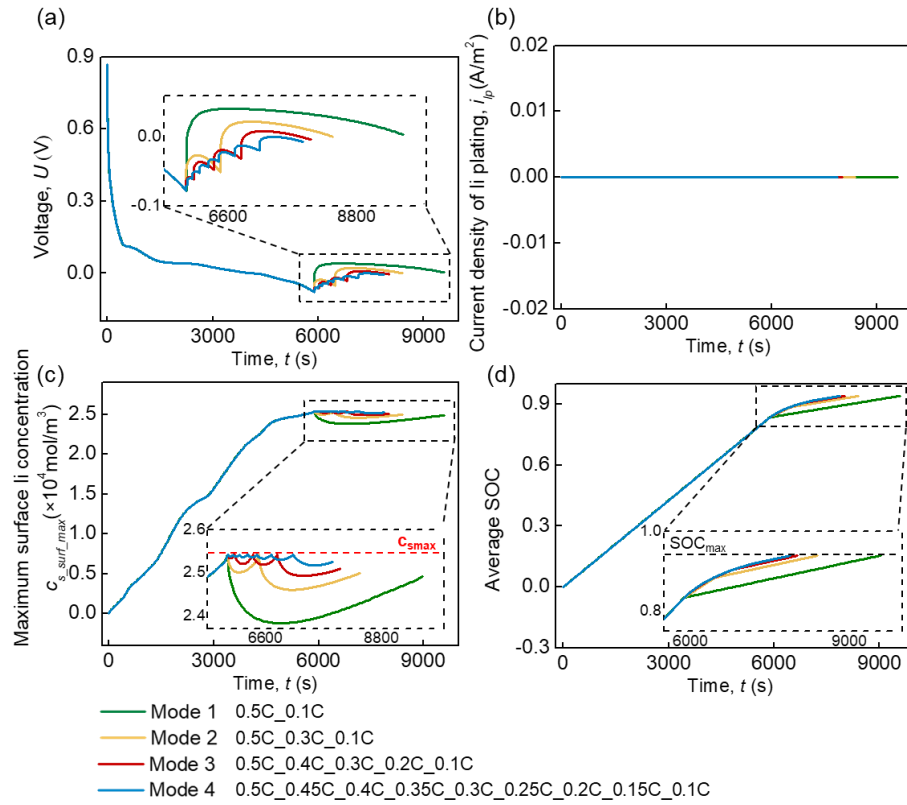 (a)
0.9
0.6
0.3
0.0
Voltage, U (V)
0.0
-0.1
6600
8800
0
3000
6000
9000
Time, t (s)
(b)
0.02
0.01
0.00
-0.01
-0.02
Current density of li plating, i_lp(A/m²)
0
3000
6000
9000
Time, t (s)
(c)
2.5
2.0
1.5
1.0
0.5
0.0
Maximum surface li concentration
c_s_surf_max(×10⁴mol/m³)
2.6
2.5
2.4
c_smax
6600
8800
0
3000
6000
9000
Time, t (s)
(d)
0.9
0.6
0.3
0.0
-0.3
Average SOC
1.0
SOC_max
0.8
6000
9000
0
3000
6000
9000
Time, t (s)
Mode 1 0.5C_0.1C
Mode 2 0.5C_0.3C_0.1C
Mode 3 0.5C_0.4C_0.3C_0.2C_0.1C
Mode 4 0.5C_0.45C_0.4C_0.35C_0.3C_0.25C_0.2C_0.15C_0.1C